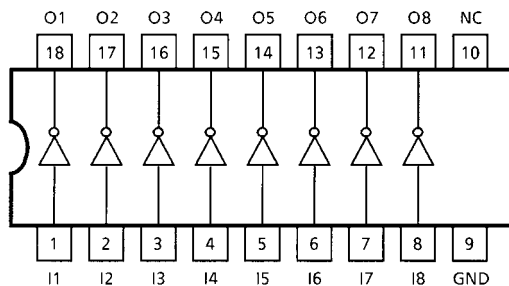 O1 O2 O3 O4 O5 O6 O7 O8 NC
18 17 16 15 14 13 12 11 10
1 2 3 4 5 6 7 8 9
I1 I2 I3 I4 I5 I6 I7 I8 GND